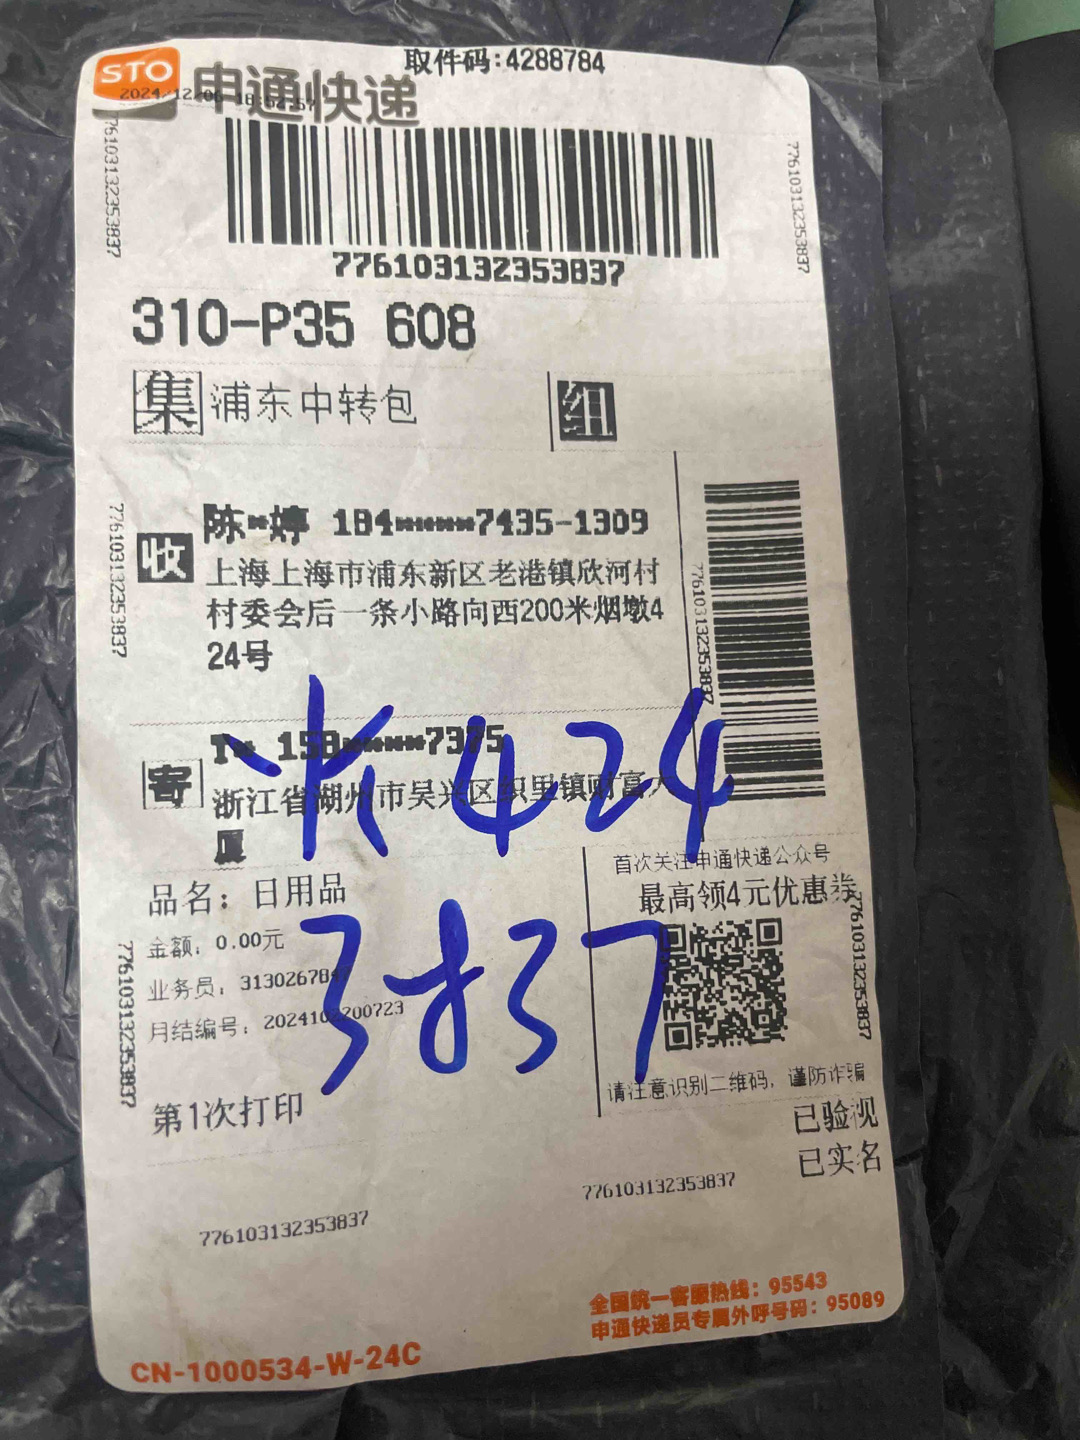 取件码:4288784
STO
申通快递
776103132353837
776103132353837
776103132353837
310-P35 608
集 浦东中转包
组
收
陈*婷 184****7435-1309
上海上海市浦东新区老港镇欣河村
村委会后一条小路向西200米烟墩4
24号
776103132353837
776103132353837
寄
158****7375
浙江省湖州市吴兴区织里镇财富大
厦
424
3837
品名：日用品
金额：0.00元
业务员：
月结编号：
首次关注申通快递公众号
最高领4元优惠券
776103132353837
776103132353837
请注意识别二维码，谨防诈骗
第1次打印
已验视
已实名
776103132353837
776103132353837
全国统一客服热线：95543
申通快递员专属外呼号码：95089
CN-1000534-W-24C